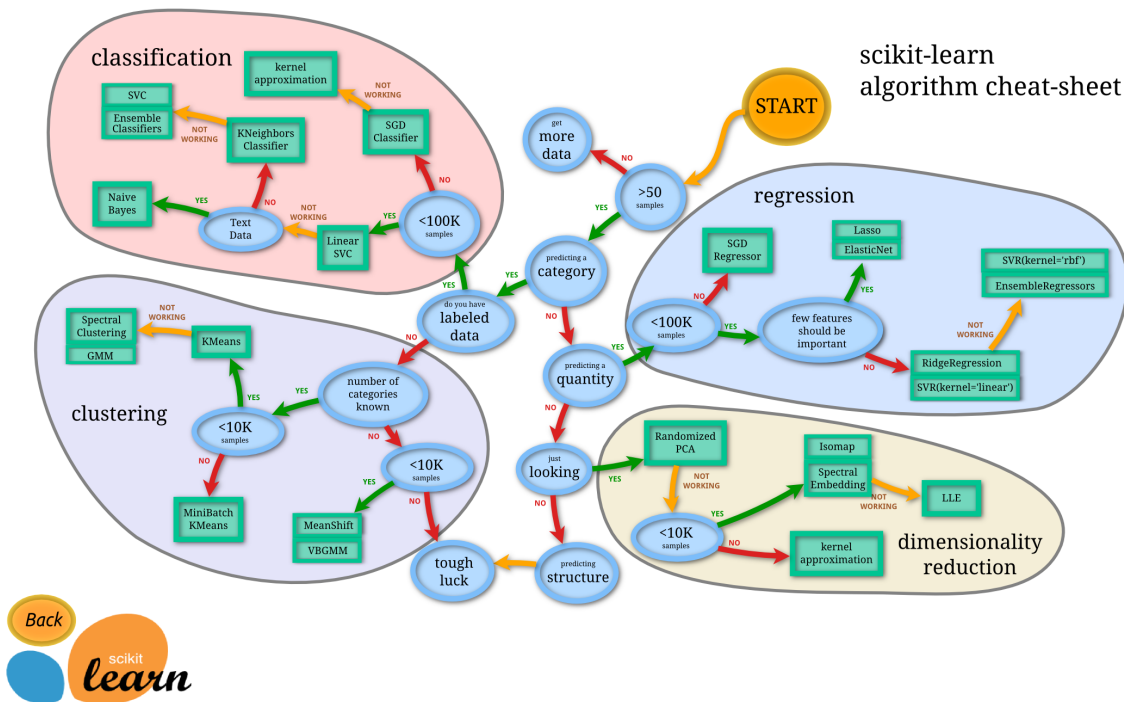 scikit-learn
algorithm cheat-sheet
START
get
more
data
NO
>50
samples
YES
predicting a
category
YES
NO
do you have
labeled
data
YES
NO
predicting a
quantity
YES
NO
just
looking
YES
NO
predicting
structure
tough
luck
classification
kernel
approximation
NOT
WORKING
SGD
Classifier
NO
<100K
samples
YES
Linear
SVC
NOT
WORKING
Text
Data
YES
Naive
Bayes
NO
KNeighbors
Classifier
NOT
WORKING
SVC
Ensemble
Classifiers
regression
<100K
samples
NO
SGD
Regressor
YES
few features
should be
important
YES
Lasso
ElasticNet
NO
RidgeRegression
SVR(kernel='linear')
NOT
WORKING
SVR(kernel='rbf')
EnsembleRegressors
clustering
number of
categories
known
YES
<10K
samples
YES
KMeans
NOT
WORKING
Spectral
Clustering
GMM
NO
MiniBatch
KMeans
NO
<10K
samples
YES
MeanShift
VBGMM
NO
dimensionality
reduction
Randomized
PCA
NOT
WORKING
<10K
samples
YES
Isomap
Spectral
Embedding
NOT
WORKING
LLE
NO
kernel
approximation
Back
scikit
learn